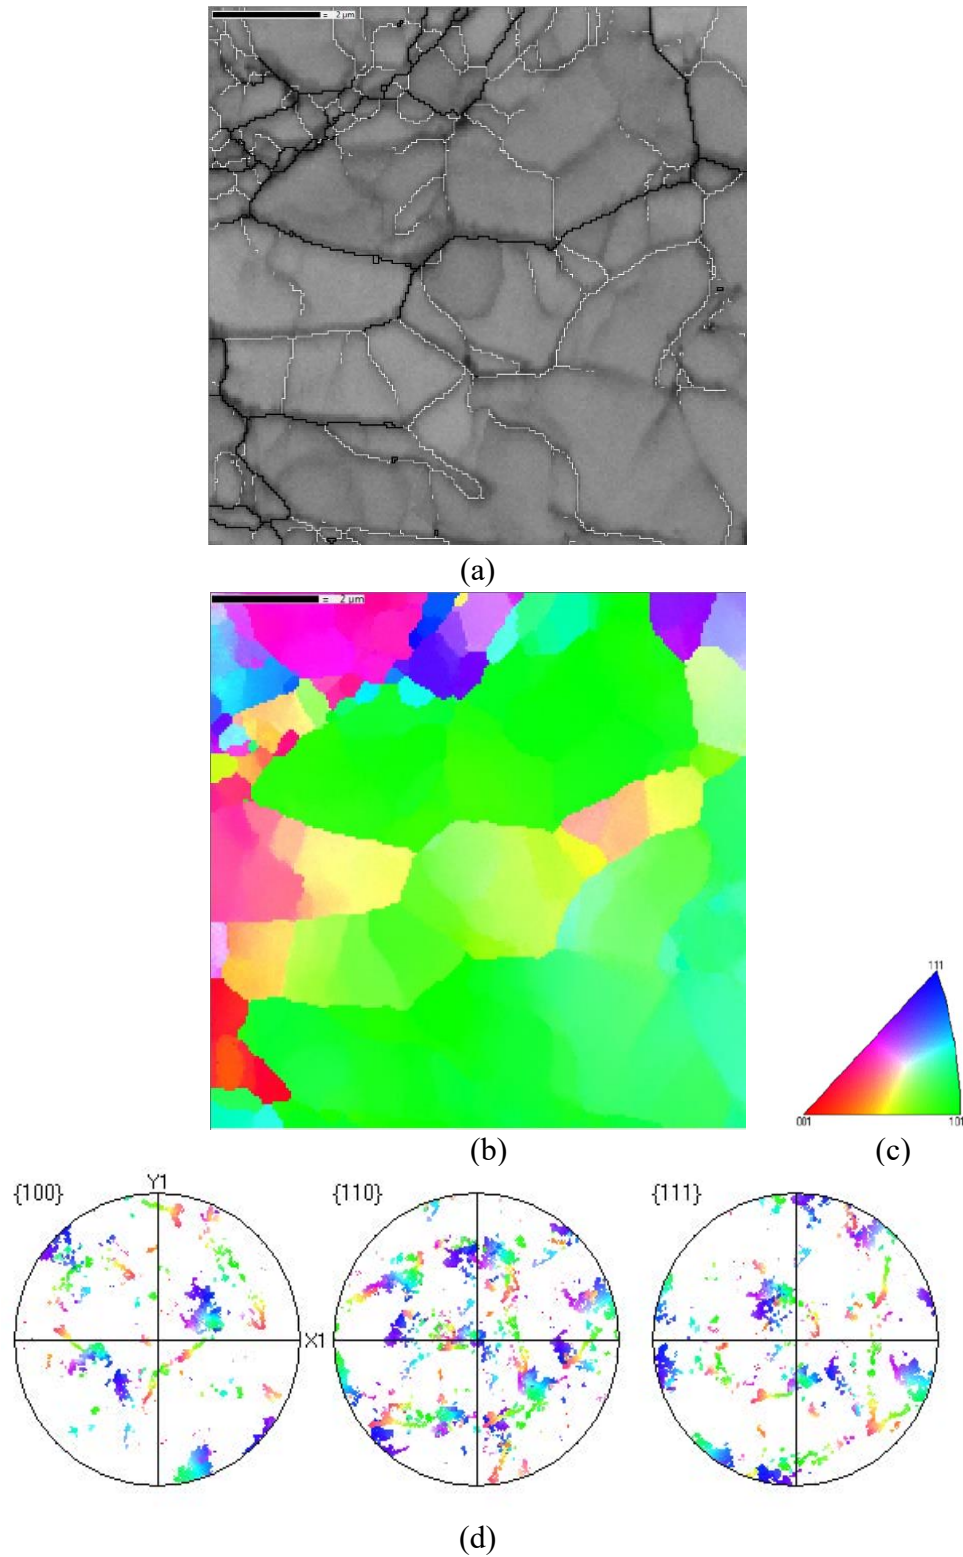 = 2 µm
(a)
= 2 µm
(b)
111
001
101
(c)
{100}
Y1
X1
{110}
{111}
(d)